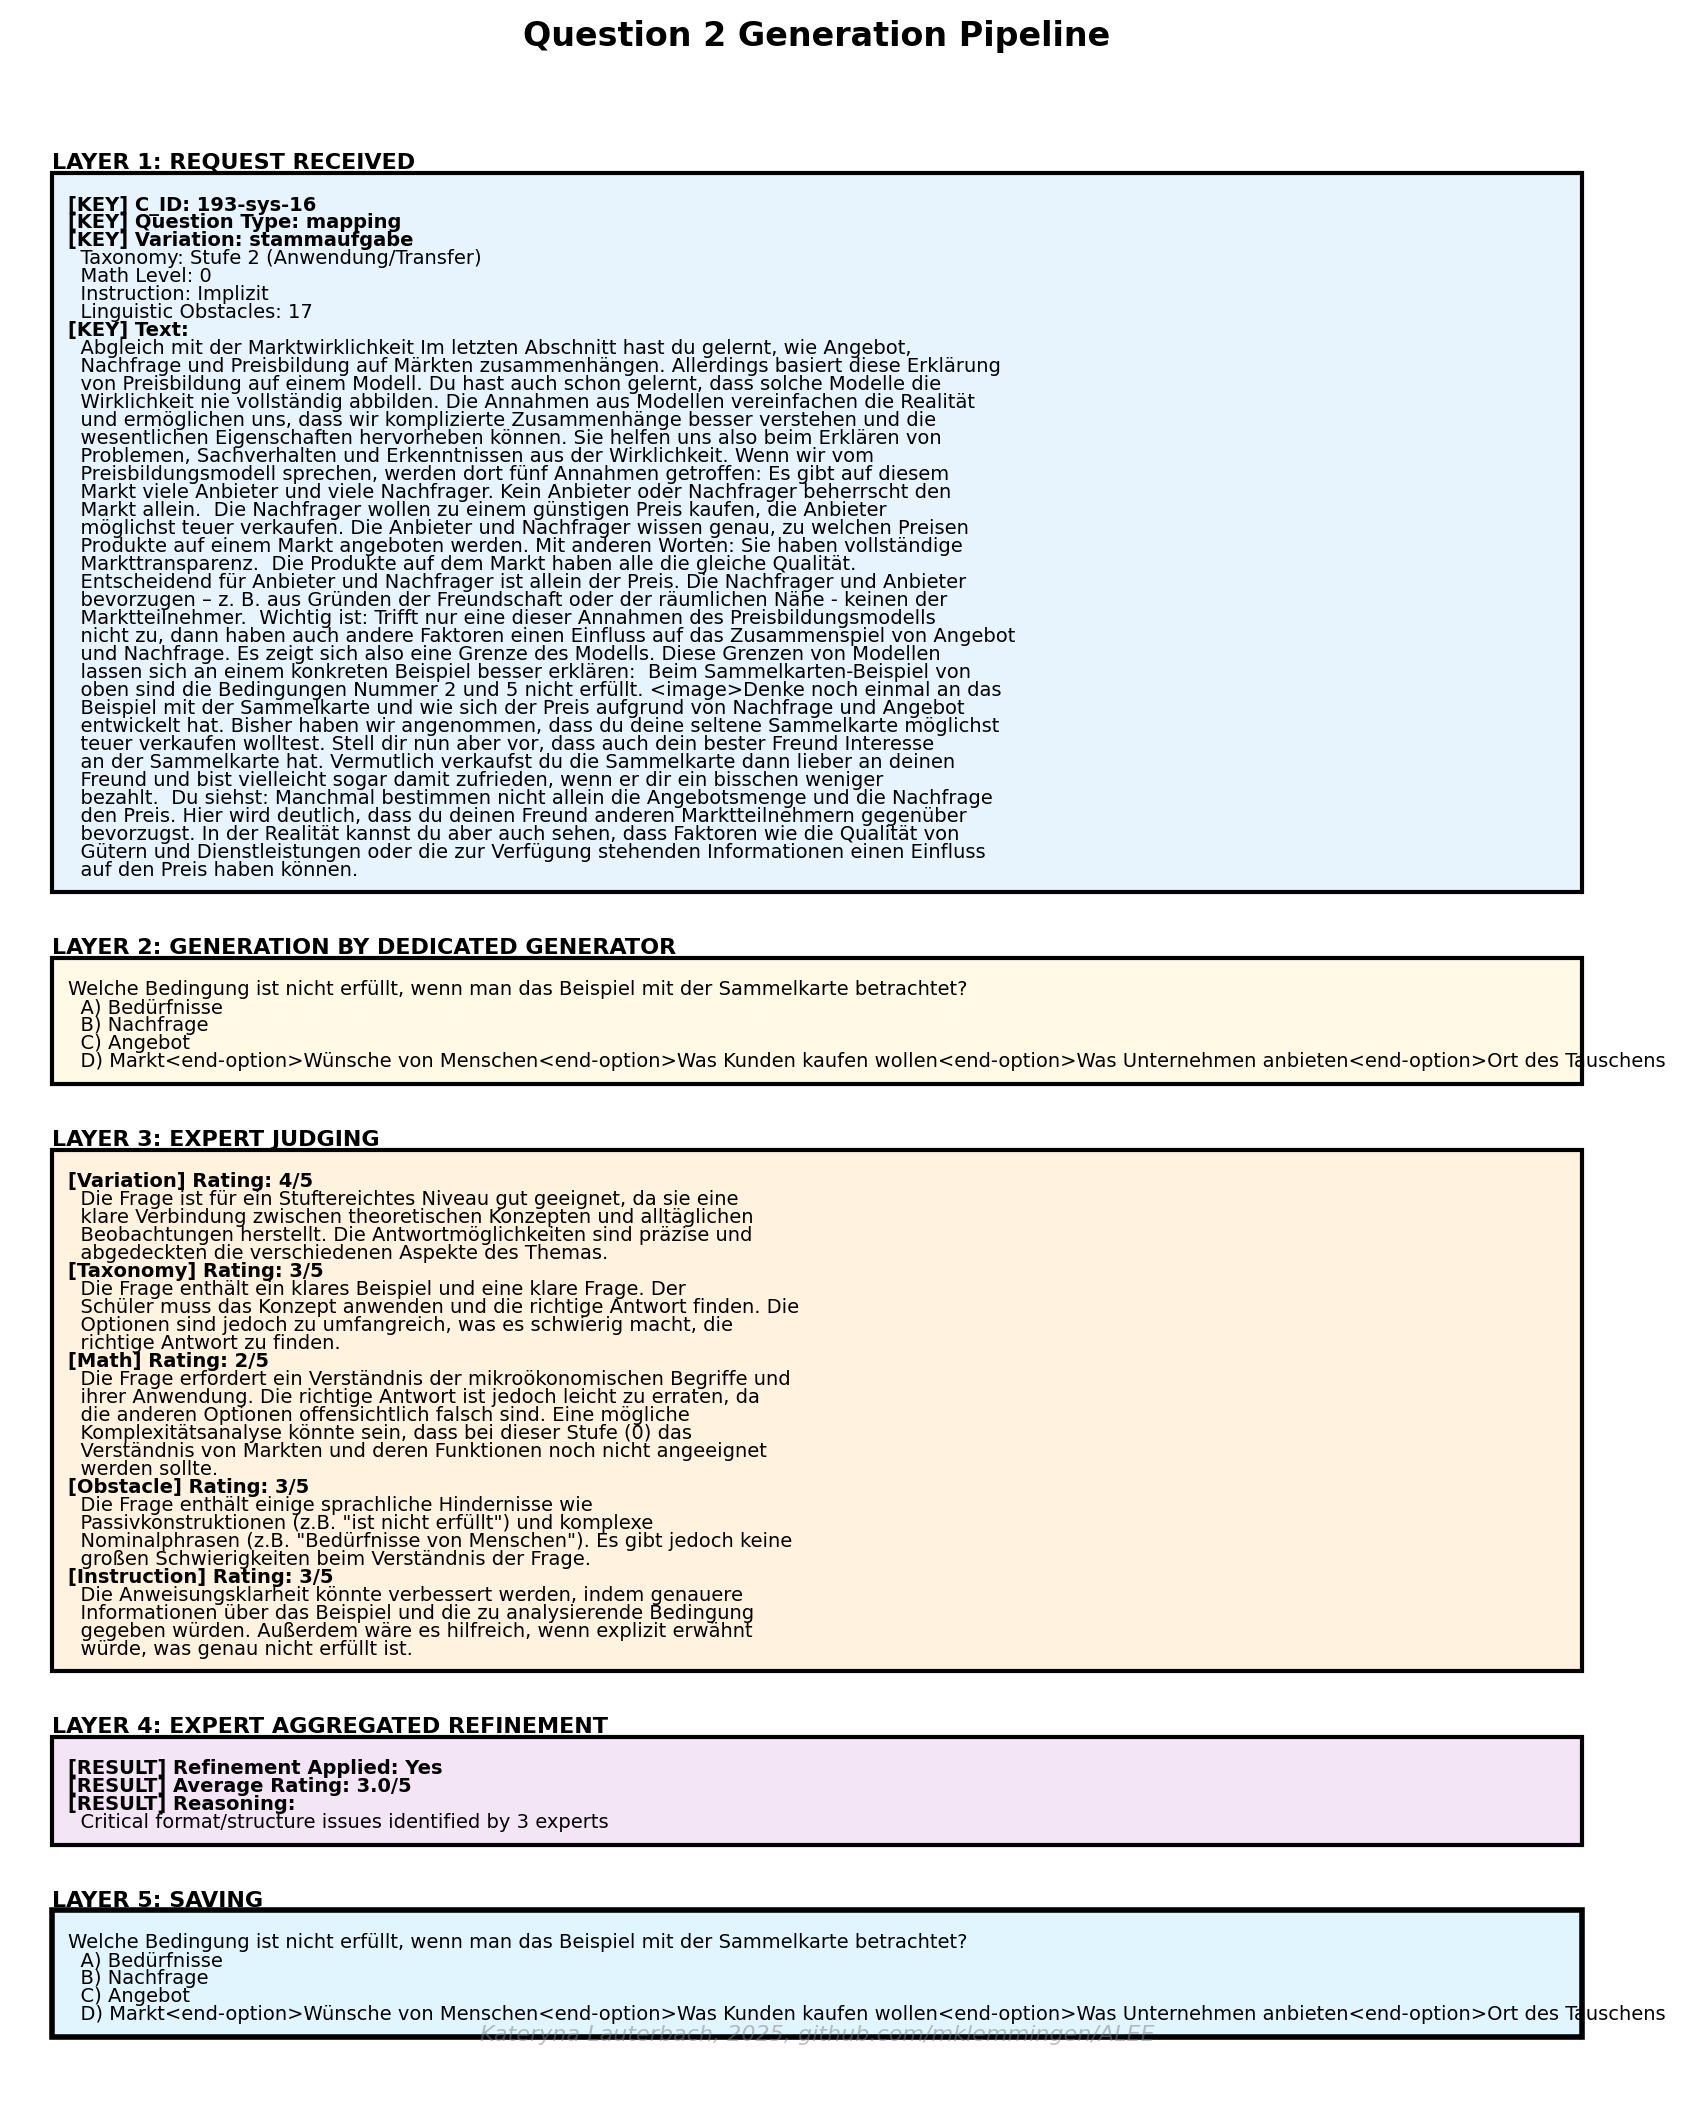 Question 2 Generation Pipeline
LAYER 1: REQUEST RECEIVED
[KEY] C_ID: 193-sys-16
[KEY] Question Type: mapping
[KEY] Variation: stammaufgabe
Taxonomy: Stufe 2 (Anwendung/Transfer)
Math Level: 0
Instruction: Implizit
Linguistic Obstacles: 17
[KEY] Text:
Abgleich mit der Marktwirklichkeit Im letzten Abschnitt hast du gelernt, wie Angebot,
Nachfrage und Preisbildung auf Märkten zusammenhängen. Allerdings basiert diese Erklärung
von Preisbildung auf einem Modell. Du hast auch schon gelernt, dass solche Modelle die
Wirklichkeit nie vollständig abbilden. Die Annahmen aus Modellen vereinfachen die Realität
und ermöglichen uns, dass wir komplizierte Zusammenhänge besser verstehen und die
wesentlichen Eigenschaften hervorheben können. Sie helfen uns also beim Erklären von
Problemen, Sachverhalten und Erkenntnissen aus der Wirklichkeit. Wenn wir vom
Preisbildungsmodell sprechen, werden dort fünf Annahmen getroffen: Es gibt auf diesem
Markt viele Anbieter und viele Nachfrager. Kein Anbieter oder Nachfrager beherrscht den
Markt allein.  Die Nachfrager wollen zu einem günstigen Preis kaufen, die Anbieter
möglichst teuer verkaufen. Die Anbieter und Nachfrager wissen genau, zu welchen Preisen
Produkte auf einem Markt angeboten werden. Mit anderen Worten: Sie haben vollständige
Markttransparenz.  Die Produkte auf dem Markt haben alle die gleiche Qualität.
Entscheidend für Anbieter und Nachfrager ist allein der Preis. Die Nachfrager und Anbieter
bevorzugen – z. B. aus Gründen der Freundschaft oder der räumlichen Nähe - keinen der
Marktteilnehmer.  Wichtig ist: Trifft nur eine dieser Annahmen des Preisbildungsmodells
nicht zu, dann haben auch andere Faktoren einen Einfluss auf das Zusammenspiel von Angebot
und Nachfrage. Es zeigt sich also eine Grenze des Modells. Diese Grenzen von Modellen
lassen sich an einem konkreten Beispiel besser erklären:  Beim Sammelkarten-Beispiel von
oben sind die Bedingungen Nummer 2 und 5 nicht erfüllt. <image>Denke noch einmal an das
Beispiel mit der Sammelkarte und wie sich der Preis aufgrund von Nachfrage und Angebot
entwickelt hat. Bisher haben wir angenommen, dass du deine seltene Sammelkarte möglichst
teuer verkaufen wolltest. Stell dir nun aber vor, dass auch dein bester Freund Interesse
an der Sammelkarte hat. Vermutlich verkaufst du die Sammelkarte dann lieber an deinen
Freund und bist vielleicht sogar damit zufrieden, wenn er dir ein bisschen weniger
bezahlt.  Du siehst: Manchmal bestimmen nicht allein die Angebotsmenge und die Nachfrage
den Preis. Hier wird deutlich, dass du deinen Freund anderen Marktteilnehmern gegenüber
bevorzugst. In der Realität kannst du aber auch sehen, dass Faktoren wie die Qualität von
Gütern und Dienstleistungen oder die zur Verfügung stehenden Informationen einen Einfluss
auf den Preis haben können.
LAYER 2: GENERATION BY DEDICATED GENERATOR
Welche Bedingung ist nicht erfüllt, wenn man das Beispiel mit der Sammelkarte betrachtet?
A) Bedürfnisse
B) Nachfrage
C) Angebot
D) Markt<end-option>Wünsche von Menschen<end-option>Was Kunden kaufen wollen<end-option>Was Unternehmen anbieten<end-option>Ort des Tauschens
LAYER 3: EXPERT JUDGING
[Variation] Rating: 4/5
Die Frage ist für ein Stuftereichtes Niveau gut geeignet, da sie eine
klare Verbindung zwischen theoretischen Konzepten und alltäglichen
Beobachtungen herstellt. Die Antwortmöglichkeiten sind präzise und
abgedeckten die verschiedenen Aspekte des Themas.
[Taxonomy] Rating: 3/5
Die Frage enthält ein klares Beispiel und eine klare Frage. Der
Schüler muss das Konzept anwenden und die richtige Antwort finden. Die
Optionen sind jedoch zu umfangreich, was es schwierig macht, die
richtige Antwort zu finden.
[Math] Rating: 2/5
Die Frage erfordert ein Verständnis der mikroökonomischen Begriffe und
ihrer Anwendung. Die richtige Antwort ist jedoch leicht zu erraten, da
die anderen Optionen offensichtlich falsch sind. Eine mögliche
Komplexitätsanalyse könnte sein, dass bei dieser Stufe (0) das
Verständnis von Markten und deren Funktionen noch nicht angeeignet
werden sollte.
[Obstacle] Rating: 3/5
Die Frage enthält einige sprachliche Hindernisse wie
Passivkonstruktionen (z.B. "ist nicht erfüllt") und komplexe
Nominalphrasen (z.B. "Bedürfnisse von Menschen"). Es gibt jedoch keine
großen Schwierigkeiten beim Verständnis der Frage.
[Instruction] Rating: 3/5
Die Anweisungsklarheit könnte verbessert werden, indem genauere
Informationen über das Beispiel und die zu analysierende Bedingung
gegeben würden. Außerdem wäre es hilfreich, wenn explizit erwähnt
würde, was genau nicht erfüllt ist.
LAYER 4: EXPERT AGGREGATED REFINEMENT
[RESULT] Refinement Applied: Yes
[RESULT] Average Rating: 3.0/5
[RESULT] Reasoning:
Critical format/structure issues identified by 3 experts
LAYER 5: SAVING
Welche Bedingung ist nicht erfüllt, wenn man das Beispiel mit der Sammelkarte betrachtet?
A) Bedürfnisse
B) Nachfrage
C) Angebot
D) Markt<end-option>Wünsche von Menschen<end-option>Was Kunden kaufen wollen<end-option>Was Unternehmen anbieten<end-option>Ort des Tauschens
Kateryna Lauterbach, 2025, github.com/mklemmingen/ALEE